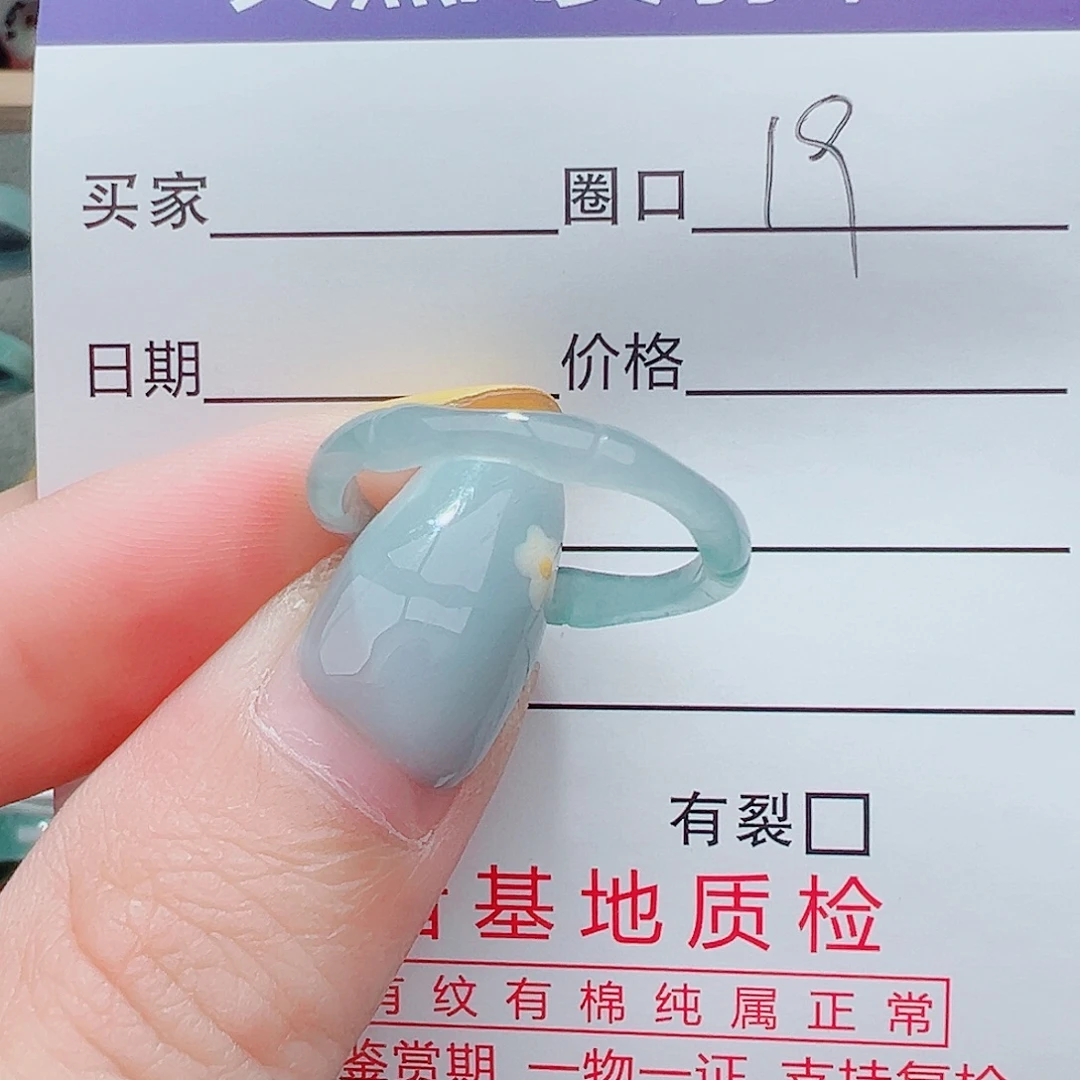 买家 圈口 19
日期 价格
有裂□
基地质检
有纹有棉纯属正常
鉴赏期 一物一证 支持复检